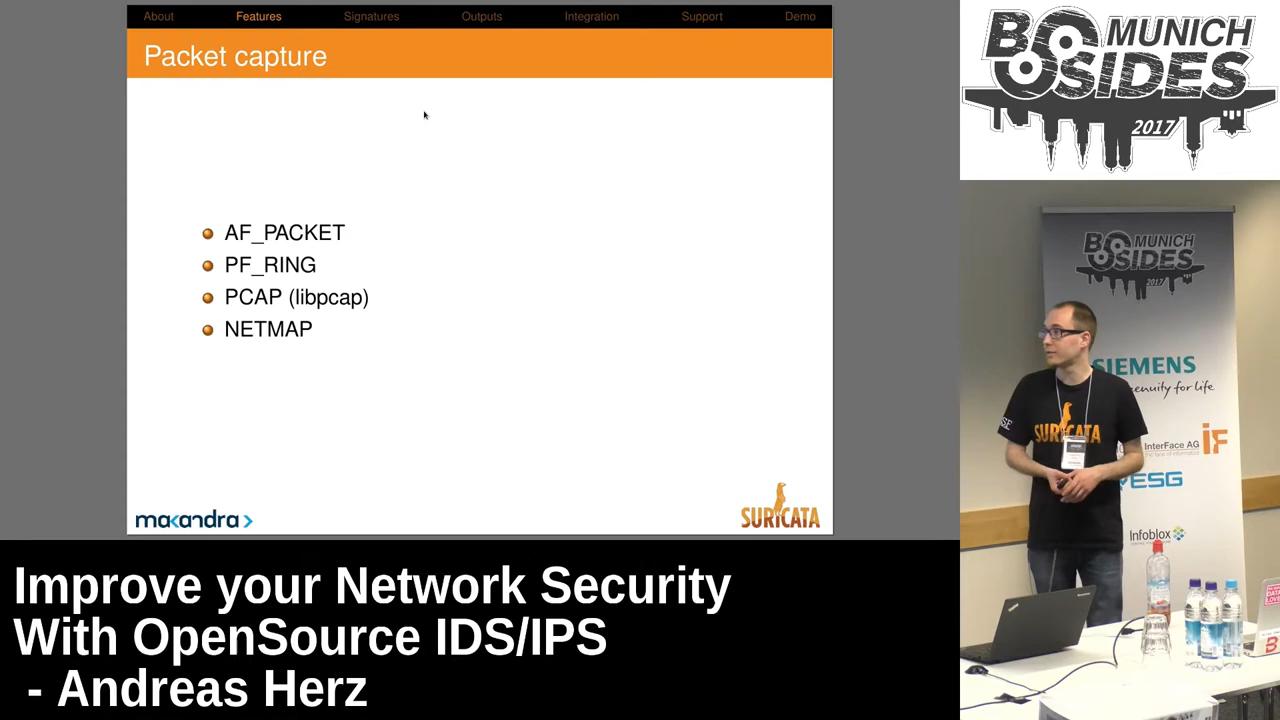 About Features Signatures Outputs Integration Support Demo
Packet capture
AF_PACKET
PF_RING
PCAP (libpcap)
NETMAP
makandra
SURICATA
Improve your Network Security
With OpenSource IDS/IPS
- Andreas Herz
BSIDES MUNICH
2017
BSIDES MUNICH
2017
SIEMENS
enuity for life
InterFace AG
iF
ESG
Infoblox
SURICATA